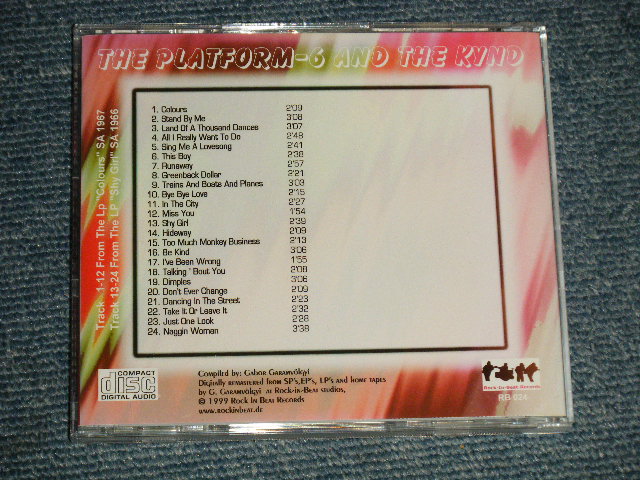 THE PLATFORM-6 AND THE KYND
1. Colours 2'09
2. Stand By Me 3'08
3. Land Of A Thousand Dances 3'07
4. All I Really Want To Do 2'48
5. Sing Me A Lovesong 2'41
6. This Boy 2'38
7. Runaway 2'57
8. Greenback Dollar 2'21
9. Trains And Boats And Planes 3'03
10. Bye Bye Love 2'15
11. In The City 2'27
12. Miss You 1'54
13. Shy Girl 2'39
14. Hideway 2'09
15. Too Much Monkey Business 2'13
16. Be Kind 3'06
17. I've Been Wrong 1'55
18. Talking ' Bout You 2'08
19. Dimples 3'06
20. Don't Ever Change 2'09
21. Dancing In The Street 2'23
22. Take It Or Leave It 2'32
23. Just One Look 2'28
24. Naggin Woman 3'38
Track 1-12 From The Lp "Colours" SA 1967
Track 13-24 From The LP "Shy Girl" SA 1966
COMPACT
disc
DIGITAL AUDIO
Compiled by: Gabor Garamvölgyi
Digitally remastered from SP's,EP's, LP's and home tapes
by G. Garamvölgyi at Rock-in-Beat studios,
© 1999 Rock In Beat Records
www.rockinbeat.de
Rock-In-Beat Records
RB 024